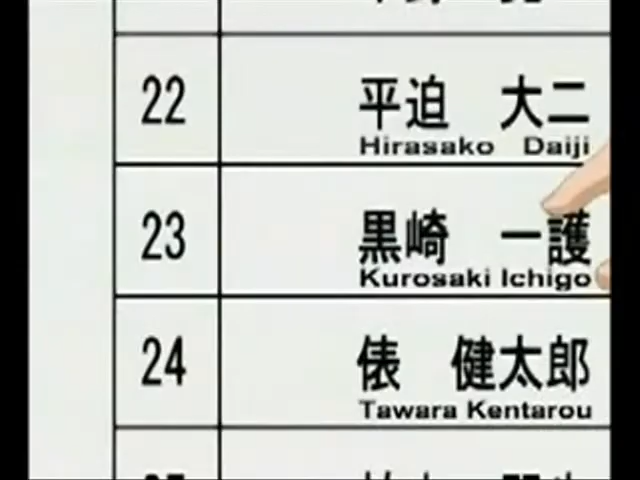 22 平迫 大二
Hirasako Daiji
23 黒崎 一護
Kurosaki Ichigo
24 俵 健太郎
Tawara Kentarou